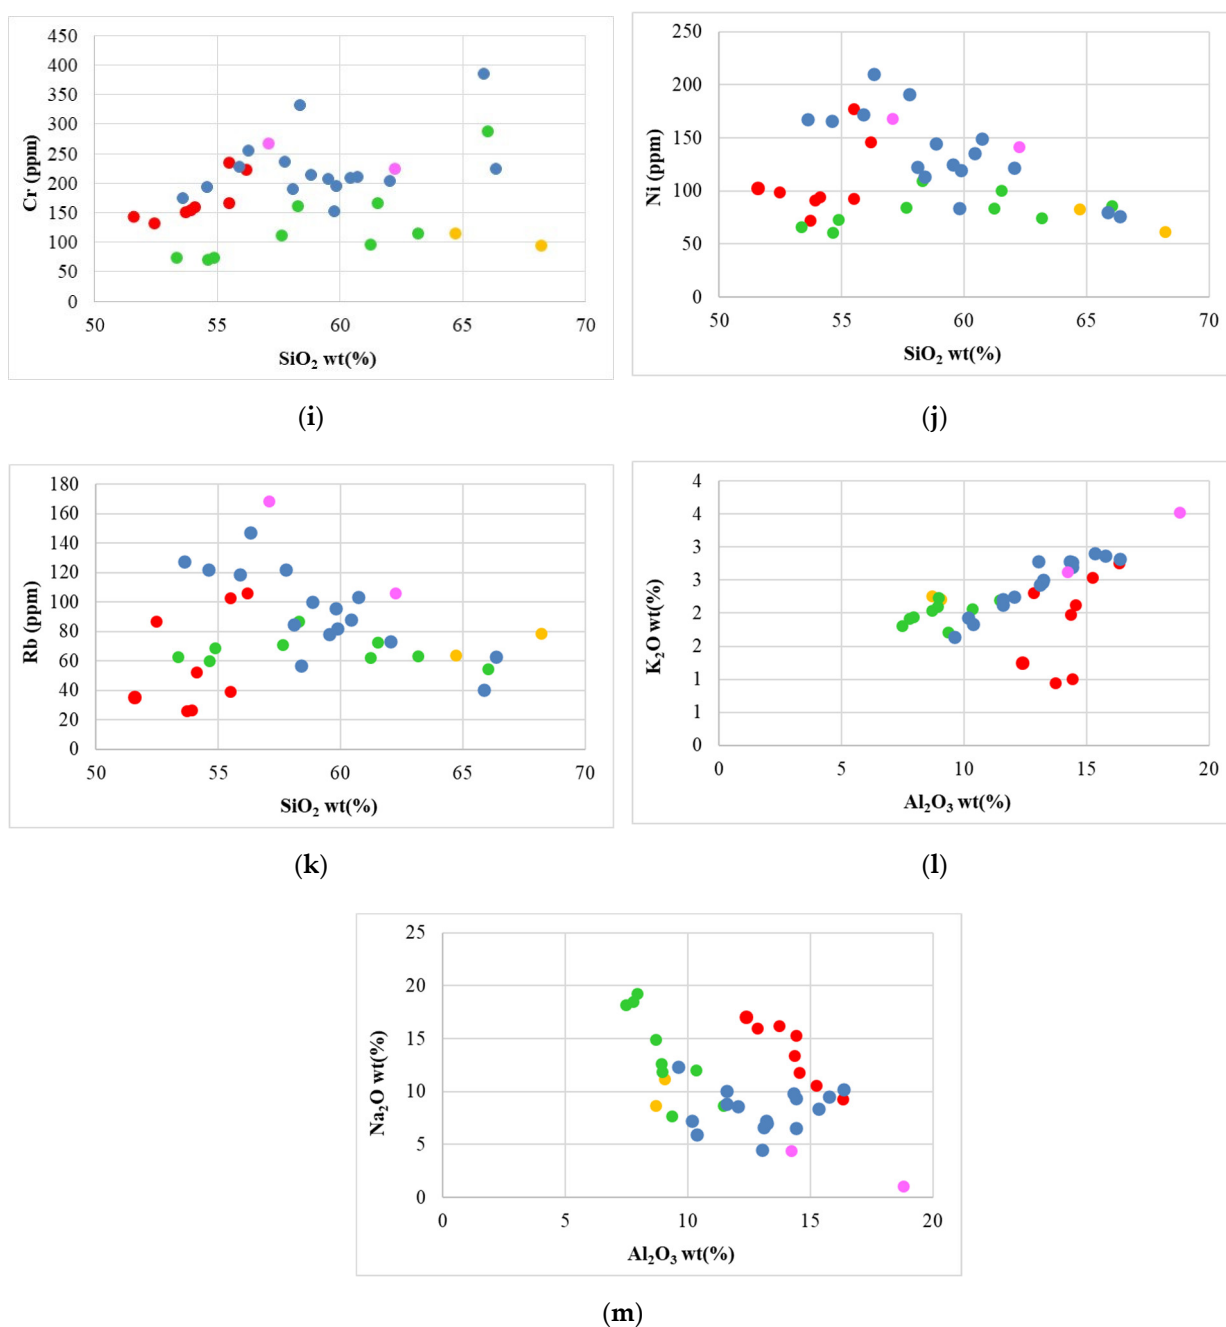 450
400
350
300
250
200
150
100
50
0
Cr (ppm)
50 55 60 65 70
SiO₂ wt(%)
(i)
250
200
150
100
50
0
Ni (ppm)
50 55 60 65 70
SiO₂ wt(%)
(j)
180
160
140
120
100
80
60
40
20
0
Rb (ppm)
50 55 60 65 70
SiO₂ wt(%)
(k)
4
4
3
3
2
2
1
1
0
K₂O wt(%)
0 5 10 15 20
Al₂O₃ wt(%)
(l)
25
20
15
10
5
0
Na₂O wt(%)
0 5 10 15 20
Al₂O₃ wt(%)
(m)